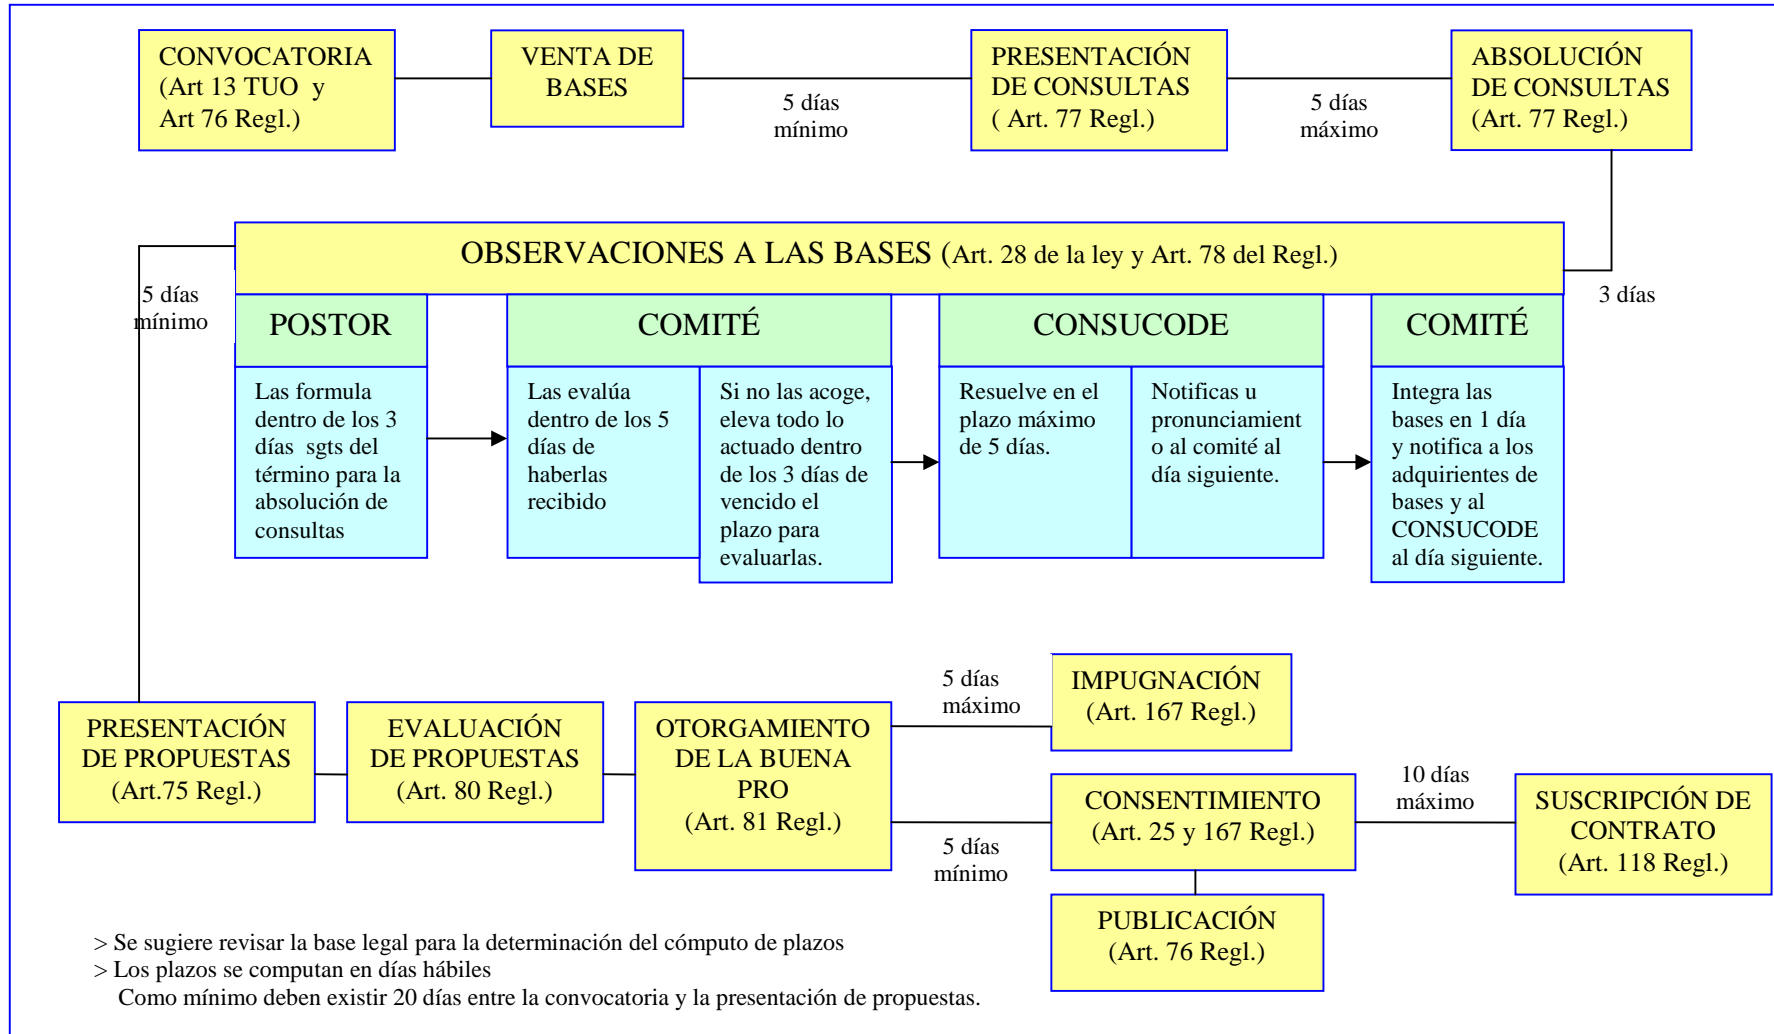 CONVOCATORIA
(Art 13 TUO y
Art 76 Regl.)
VENTA DE
BASES
5 días
mínimo
PRESENTACIÓN
DE CONSULTAS
( Art. 77 Regl.)
5 días
máximo
ABSOLUCIÓN
DE CONSULTAS
(Art. 77 Regl.)
3 días
OBSERVACIONES A LAS BASES (Art. 28 de la ley y Art. 78 del Regl.)
5 días
mínimo
POSTOR
Las formula
dentro de los 3
días sgts del
término para la
absolución de
consultas
COMITÉ
Las evalúa
dentro de los 5
días de
haberlas
recibido
Si no las acoge,
eleva todo lo
actuado dentro
de los 3 días de
vencido el
plazo para
evaluarlas.
CONSUCODE
Resuelve en el
plazo máximo
de 5 días.
Notificas u
pronunciamient
o al comité al
día siguiente.
COMITÉ
Integra las
bases en 1 día
y notifica a los
adquirientes de
bases y al
CONSUCODE
al día siguiente.
PRESENTACIÓN
DE PROPUESTAS
(Art.75 Regl.)
EVALUACIÓN
DE PROPUESTAS
(Art. 80 Regl.)
OTORGAMIENTO
DE LA BUENA
PRO
(Art. 81 Regl.)
5 días
máximo
IMPUGNACIÓN
(Art. 167 Regl.)
5 días
mínimo
CONSENTIMIENTO
(Art. 25 y 167 Regl.)
10 días
máximo
SUSCRIPCIÓN DE
CONTRATO
(Art. 118 Regl.)
PUBLICACIÓN
(Art. 76 Regl.)
> Se sugiere revisar la base legal para la determinación del cómputo de plazos
> Los plazos se computan en días hábiles
Como mínimo deben existir 20 días entre la convocatoria y la presentación de propuestas.